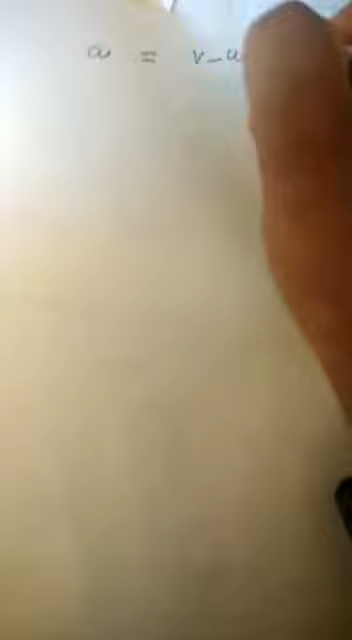 a = v-u